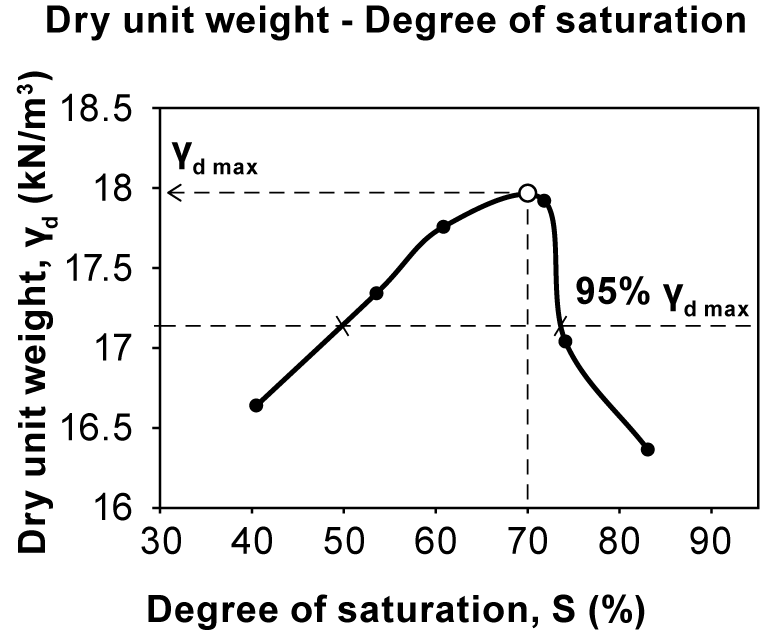 Dry unit weight - Degree of saturation
Dry unit weight, γd (kN/m³)
18.5
18
17.5
17
16.5
16
γd max
95% γd max
30 40 50 60 70 80 90
Degree of saturation, S (%)